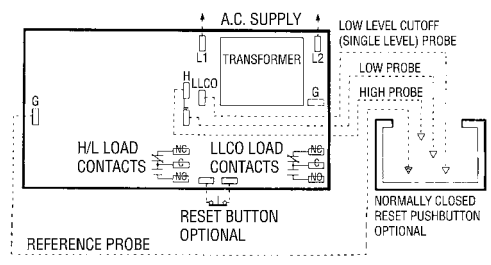 A.C. SUPPLY
LOW LEVEL CUTOFF
(SINGLE LEVEL) PROBE
L1
TRANSFORMER
L2
LOW PROBE
H
LLCO
HIGH PROBE
G
G
H/L LOAD
CONTACTS
NC
C
NO
LLCO LOAD
CONTACTS
NC
C
NO
RESET BUTTON
OPTIONAL
NORMALLY CLOSED
RESET PUSHBUTTON
OPTIONAL
REFERENCE PROBE